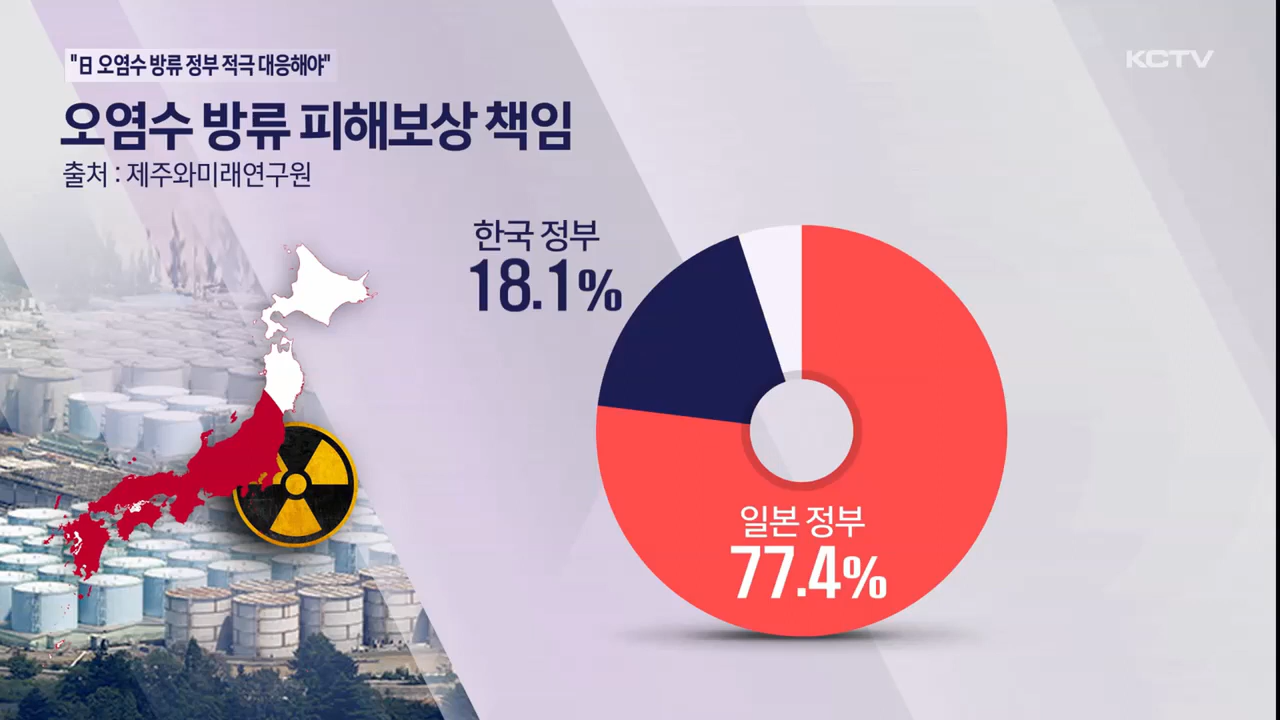 "日 오염수 방류 정부 적극 대응해야"
KCTV
오염수 방류 피해보상 책임
출처 : 제주와미래연구원
한국 정부
18.1%
일본 정부
77.4%